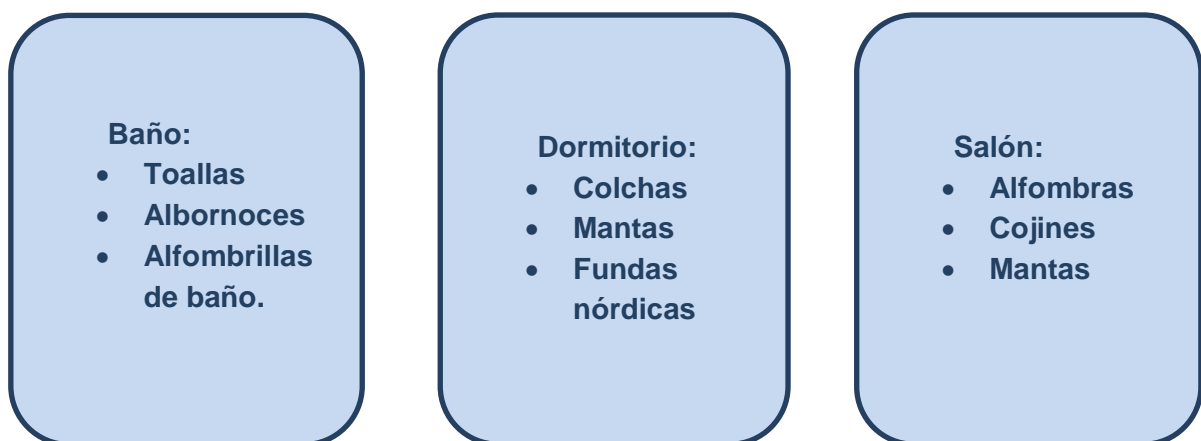 Baño:
• Toallas
• Albornoces
• Alfombrillas
de baño.
Dormitorio:
• Colchas
• Mantas
• Fundas
nórdicas
Salón:
• Alfombras
• Cojines
• Mantas